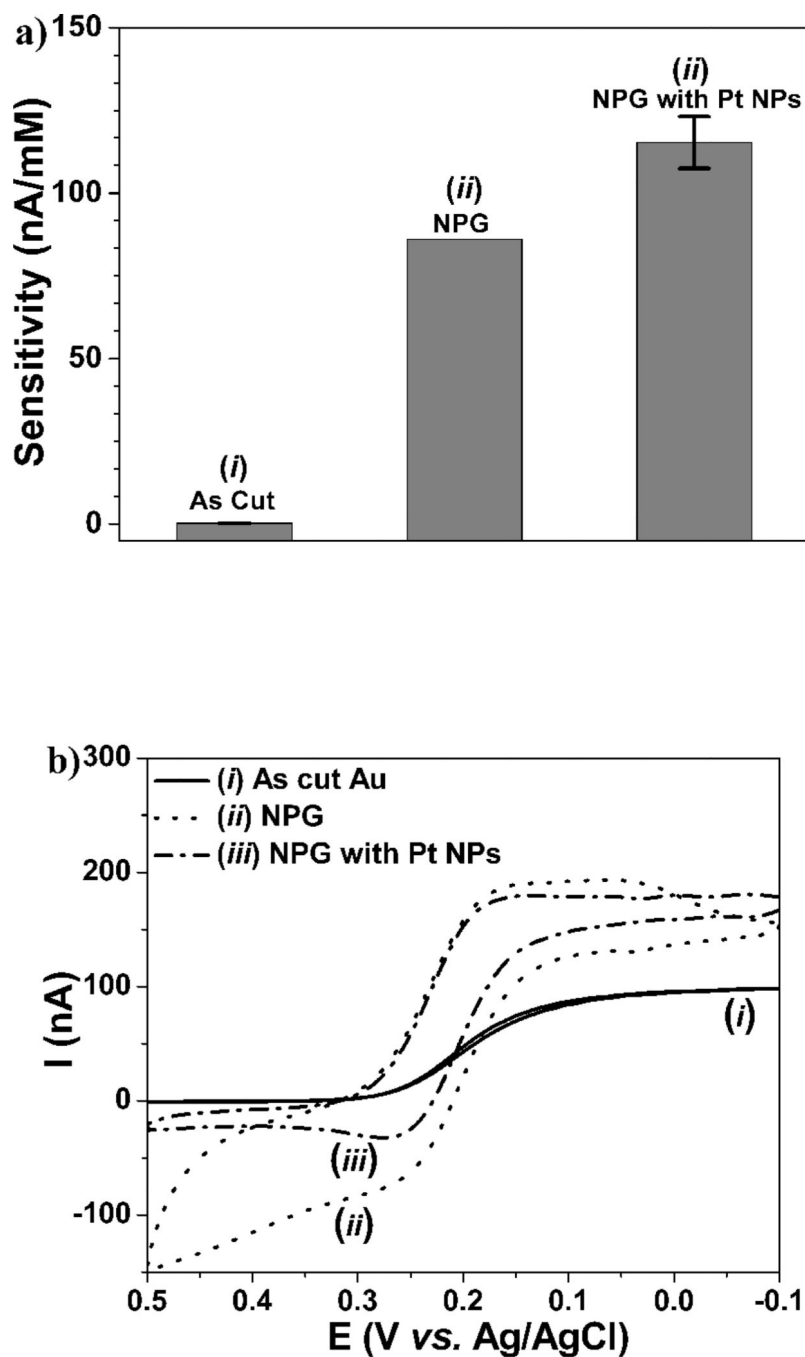 a)
150
100
50
0
Sensitivity (nA/mM)
(i)
As Cut
(ii)
NPG
(ii)
NPG with Pt NPs
b)
300
200
100
0
-100
I (nA)
(i) As cut Au
(ii) NPG
(iii) NPG with Pt NPs
(i)
(iii)
(ii)
0.5 0.4 0.3 0.2 0.1 0.0 -0.1
E (V vs. Ag/AgCl)